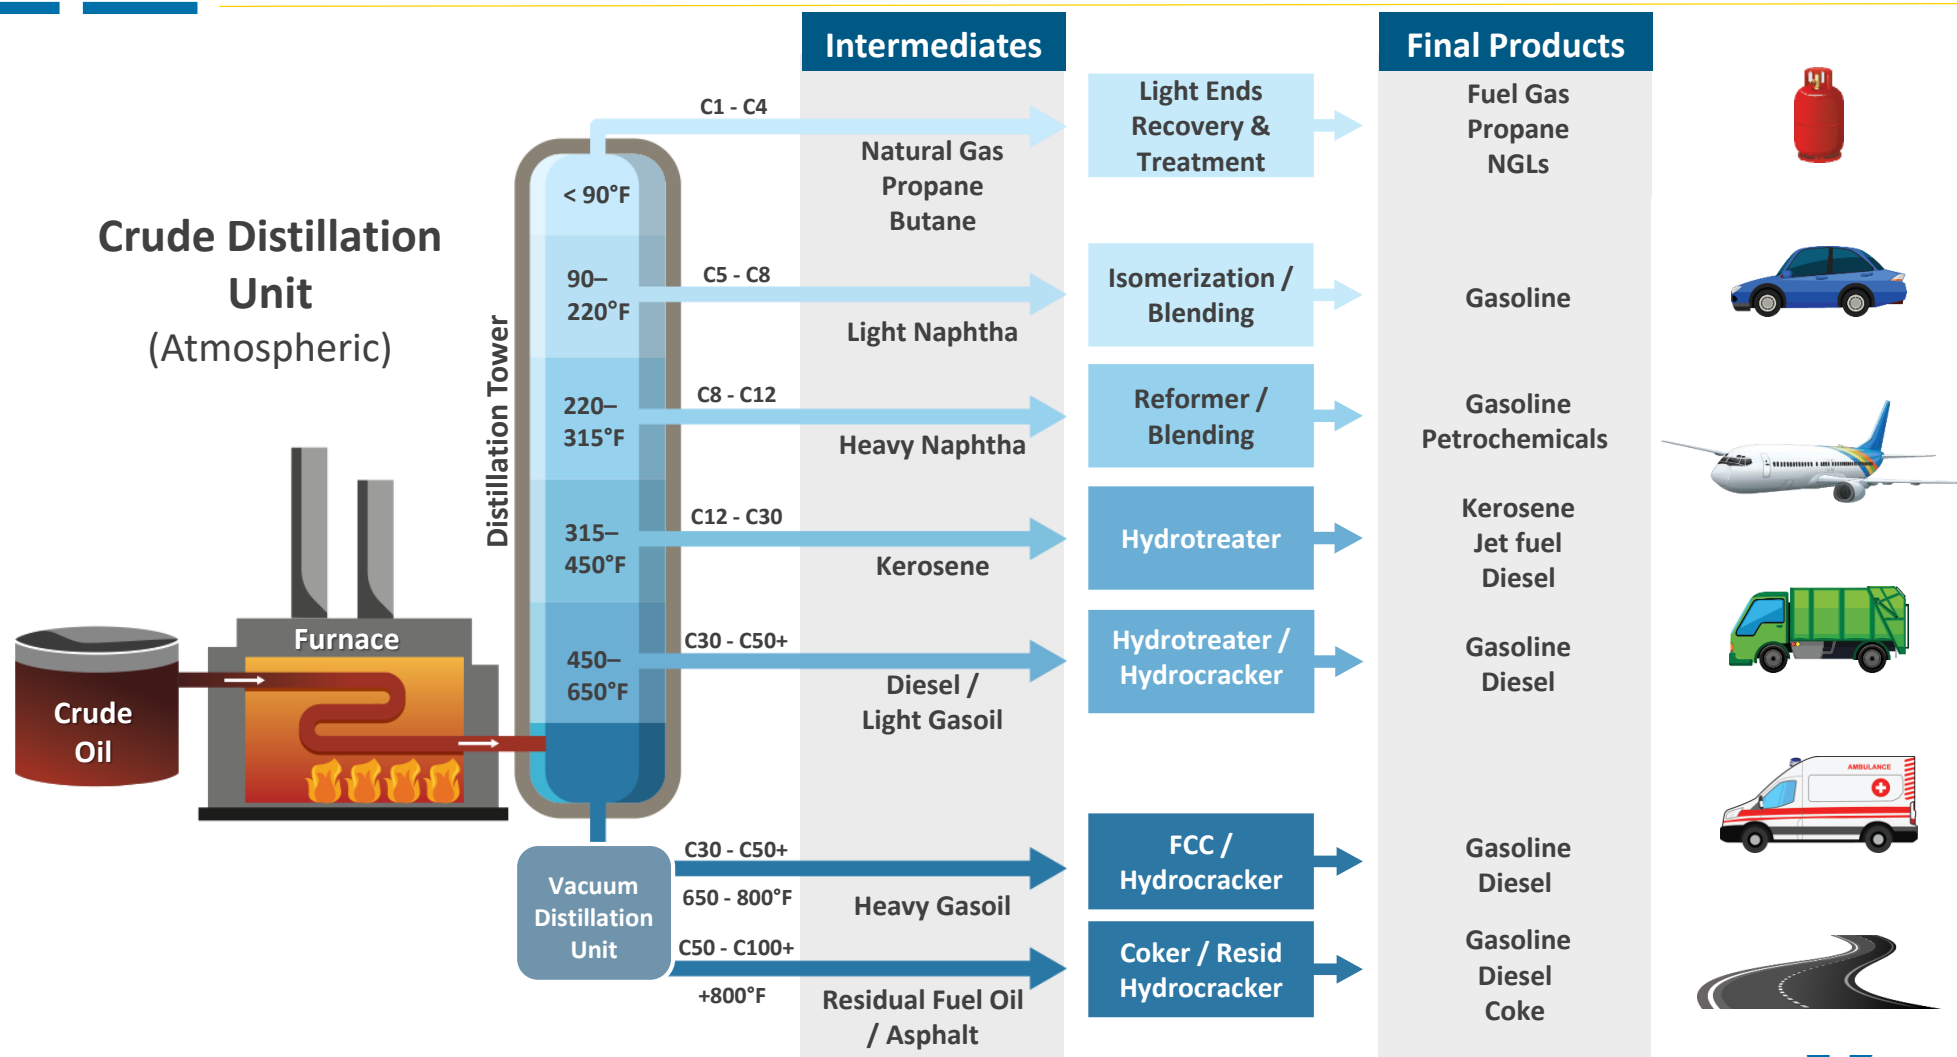 Intermediates
Final Products
Crude Distillation
Unit
(Atmospheric)
Crude
Oil
Furnace
Distillation Tower
< 90°F
C1 - C4
Natural Gas
Propane
Butane
Light Ends
Recovery &
Treatment
Fuel Gas
Propane
NGLs
90–
220°F
C5 - C8
Light Naphtha
Isomerization /
Blending
Gasoline
220–
315°F
C8 - C12
Heavy Naphtha
Reformer /
Blending
Gasoline
Petrochemicals
315–
450°F
C12 - C30
Kerosene
Hydrotreater
Kerosene
Jet fuel
Diesel
450–
650°F
C30 - C50+
Diesel /
Light Gasoil
Hydrotreater /
Hydrocracker
Gasoline
Diesel
Vacuum
Distillation
Unit
C30 - C50+
650 - 800°F
Heavy Gasoil
FCC /
Hydrocracker
Gasoline
Diesel
AMBULANCE
C50 - C100+
+800°F
Residual Fuel Oil
/ Asphalt
Coker / Resid
Hydrocracker
Gasoline
Diesel
Coke